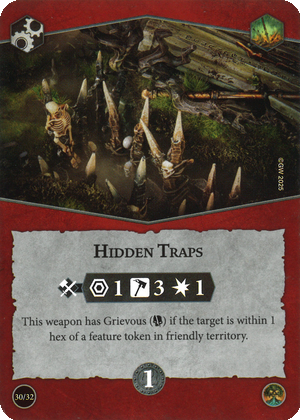 ©GW 2025
HIDDEN TRAPS
1 3 1
This weapon has Grievous () if the target is within 1
hex of a feature token in friendly territory.
1
30/32